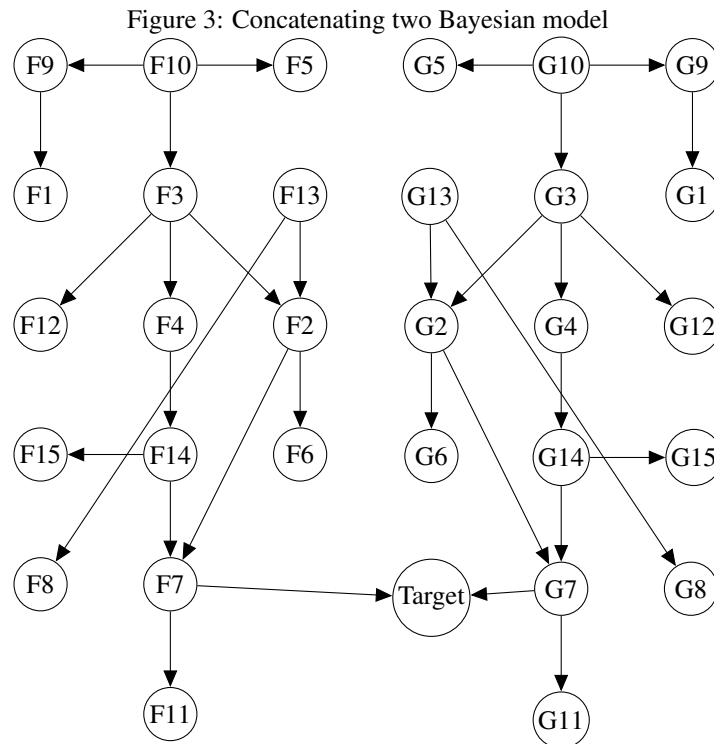 Figure 3: Concatenating two Bayesian model
F9 F10 F5 G5 G10 G9
F1 F3 F13 G13 G3 G1
F12 F4 F2 G2 G4 G12
F15 F14 F6 G6 G14 G15
F8 F7 Target G7 G8
F11 G11